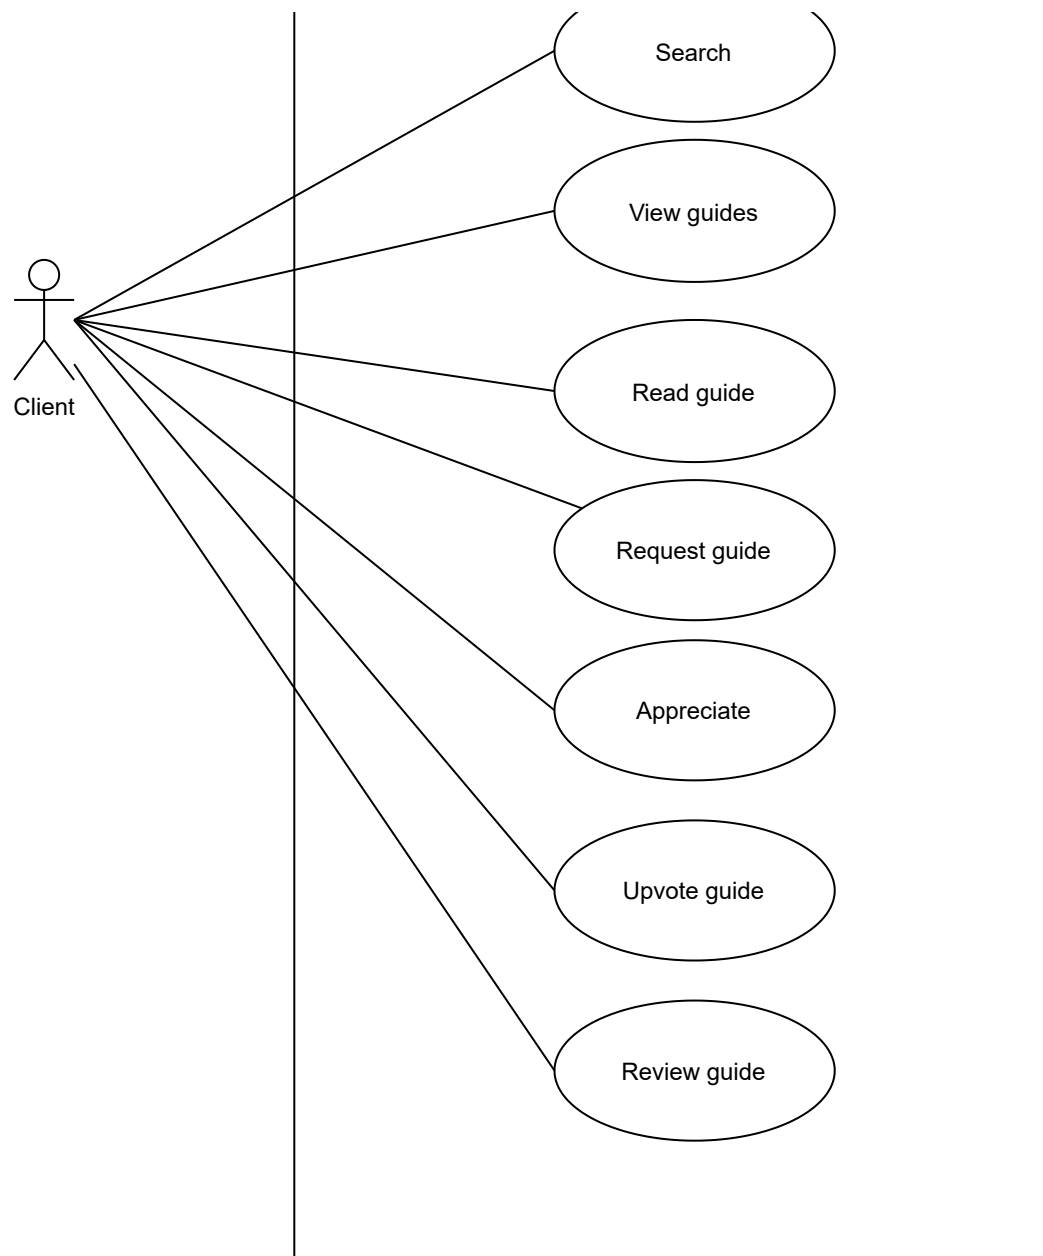 Search
View guides
Read guide
Client
Request guide
Appreciate
Upvote guide
Review guide